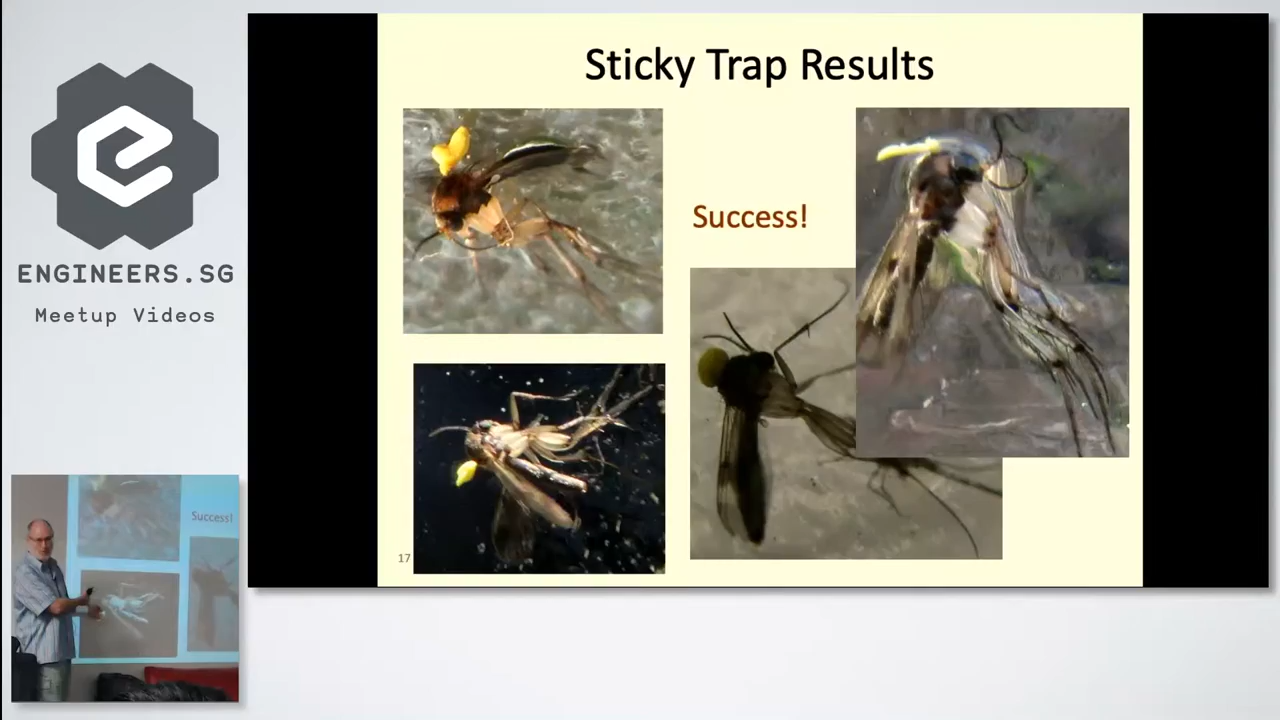 ENGINEERS.SG
Meetup Videos
Sticky Trap Results
Success!
17
Success!